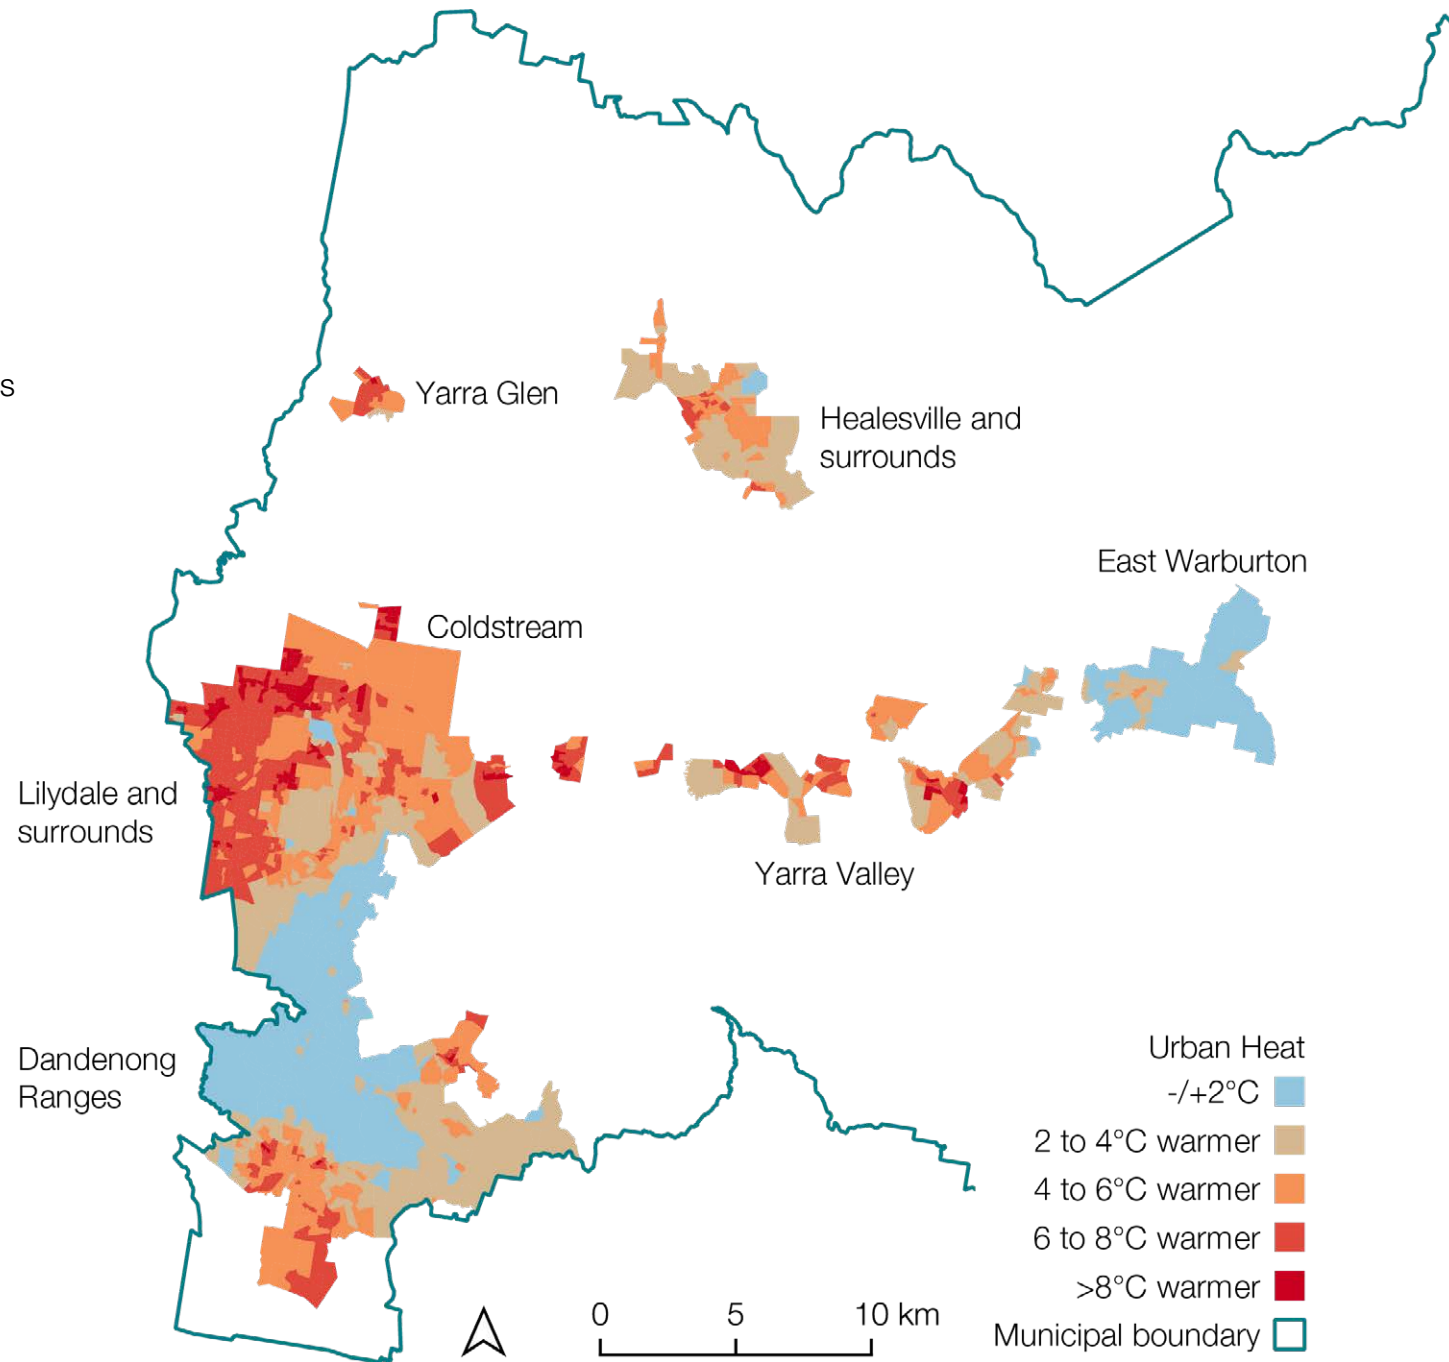 s
Yarra Glen
Healesville and
surrounds
East Warburton
Coldstream
Lilydale and
surrounds
Yarra Valley
Dandenong
Ranges
Urban Heat
-/+2°C
2 to 4°C warmer
4 to 6°C warmer
6 to 8°C warmer
>8°C warmer
Municipal boundary
0 5 10 km